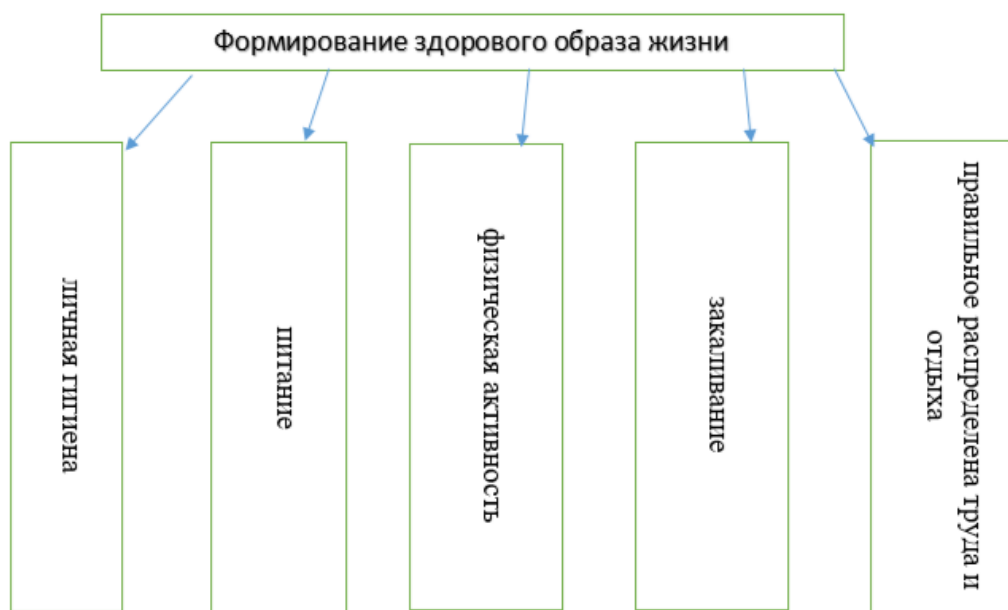 Формирование здорового образа жизни
личная гигиена
питание
физическая активность
закаливание
правильное распределена труда и
отдыха